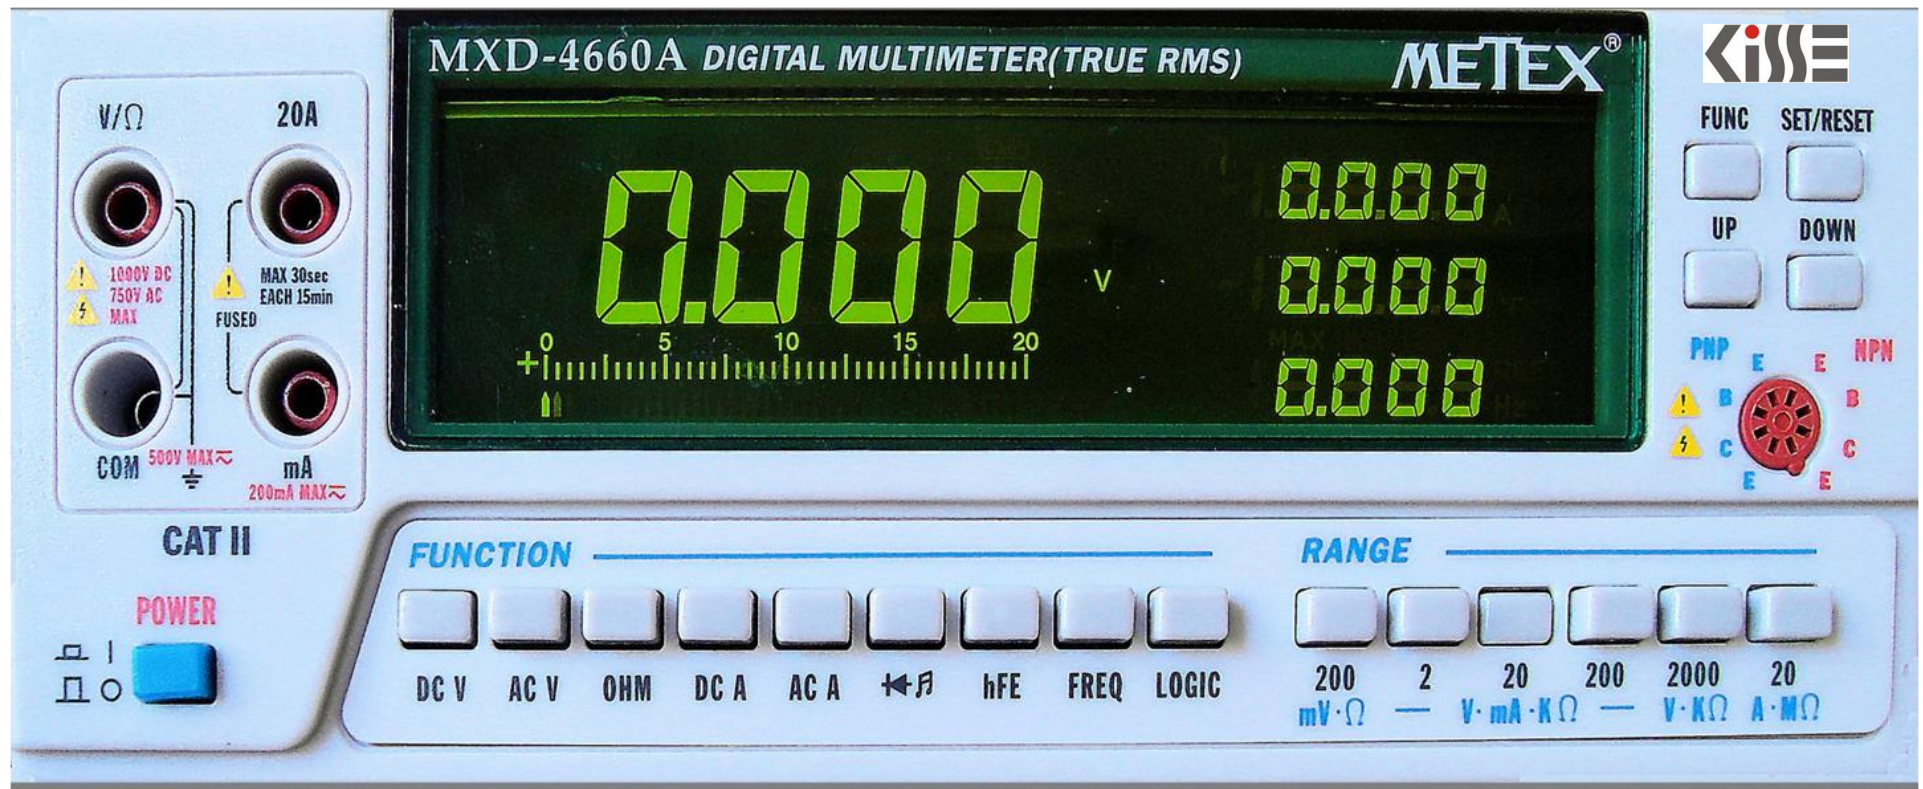 MXD-4660A DIGITAL MULTIMETER(TRUE RMS)
METEX®
KiSSE
V/Ω
20A
1000V DC
750V AC
MAX
MAX 30sec
EACH 15min
FUSED
COM
500V MAX
mA
200mA MAX
CAT II
POWER
0.000
V
0 5 10 15 20
+
0.000
0.000
0.000
FUNC SET/RESET
UP DOWN
PNP NPN
E E
B B
C C
E E
FUNCTION
DC V AC V OHM DC A AC A hFE FREQ LOGIC
RANGE
200 2 20 200 2000 20
mV·Ω — V·mA·KΩ — V·KΩ A·MΩ